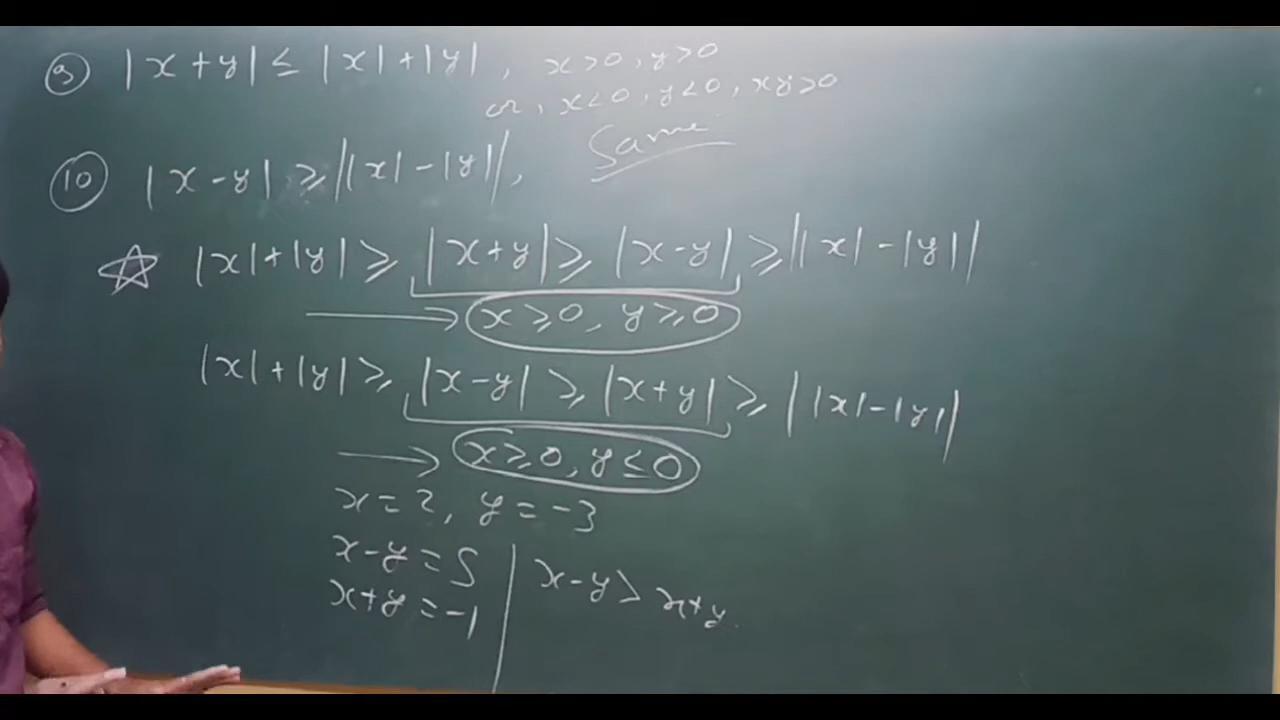 ⑨ |x+y| ≤ |x|+|y|, x>0, y>0
or, x<0, y<0, xy≥0
Same
⑩ |x-y| ≥ ||x|-|y||,
☆ |x|+|y| ≥ |x+y| ≥ |x-y| ≥ ||x|-|y||
→ x≥0, y≥0
|x|+|y| ≥ |x-y| ≥ |x+y| ≥ ||x|-|y||
→ x≥0, y≤0
x=2, y=-3
x-y=5 | x-y > x+y
x+y=-1